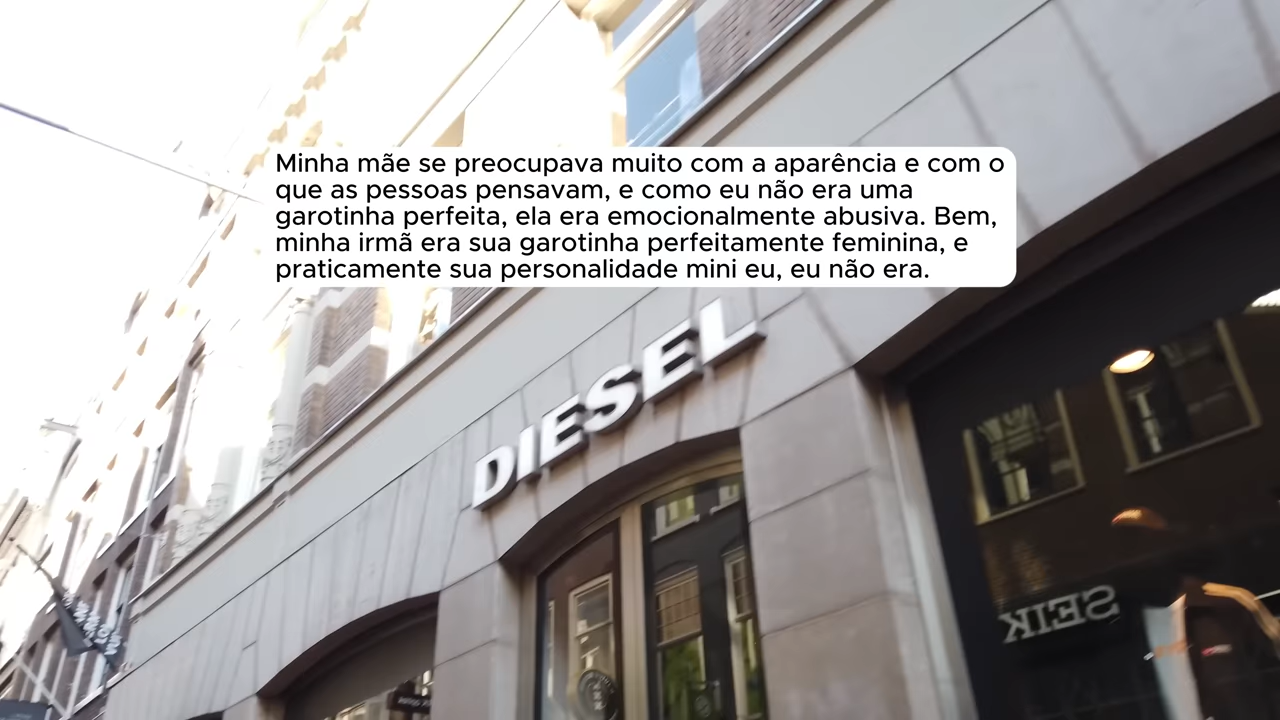 Minha mãe se preocupava muito com a aparência e com o
que as pessoas pensavam, e como eu não era uma
garotinha perfeita, ela era emocionalmente abusiva. Bem,
minha irmã era sua garotinha perfeitamente feminina, e
praticamente sua personalidade mini eu, eu não era.
DIESEL
SEIK